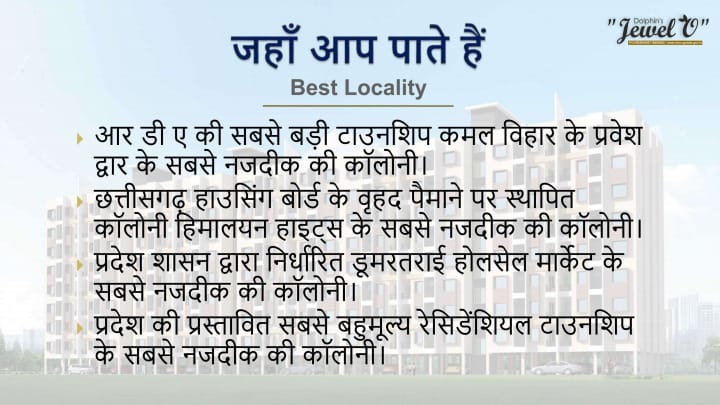 Dolphin's
"Jewel O"
जहाँ आप पाते हैं
Best Locality
आर डी ए की सबसे बड़ी टाउनशिप कमल विहार के प्रवेश
द्वार के सबसे नजदीक की कॉलोनी।
छत्तीसगढ़ हाउसिंग बोर्ड के वृहद पैमाने पर स्थापित
कॉलोनी हिमालयन हाइट्स के सबसे नजदीक की कॉलोनी।
प्रदेश शासन द्वारा निर्धारित डूमरतराई होलसेल मार्केट के
सबसे नजदीक की कॉलोनी।
प्रदेश की प्रस्तावित सबसे बहुमूल्य रेसिडेंशियल टाउनशिप
के सबसे नजदीक की कॉलोनी।